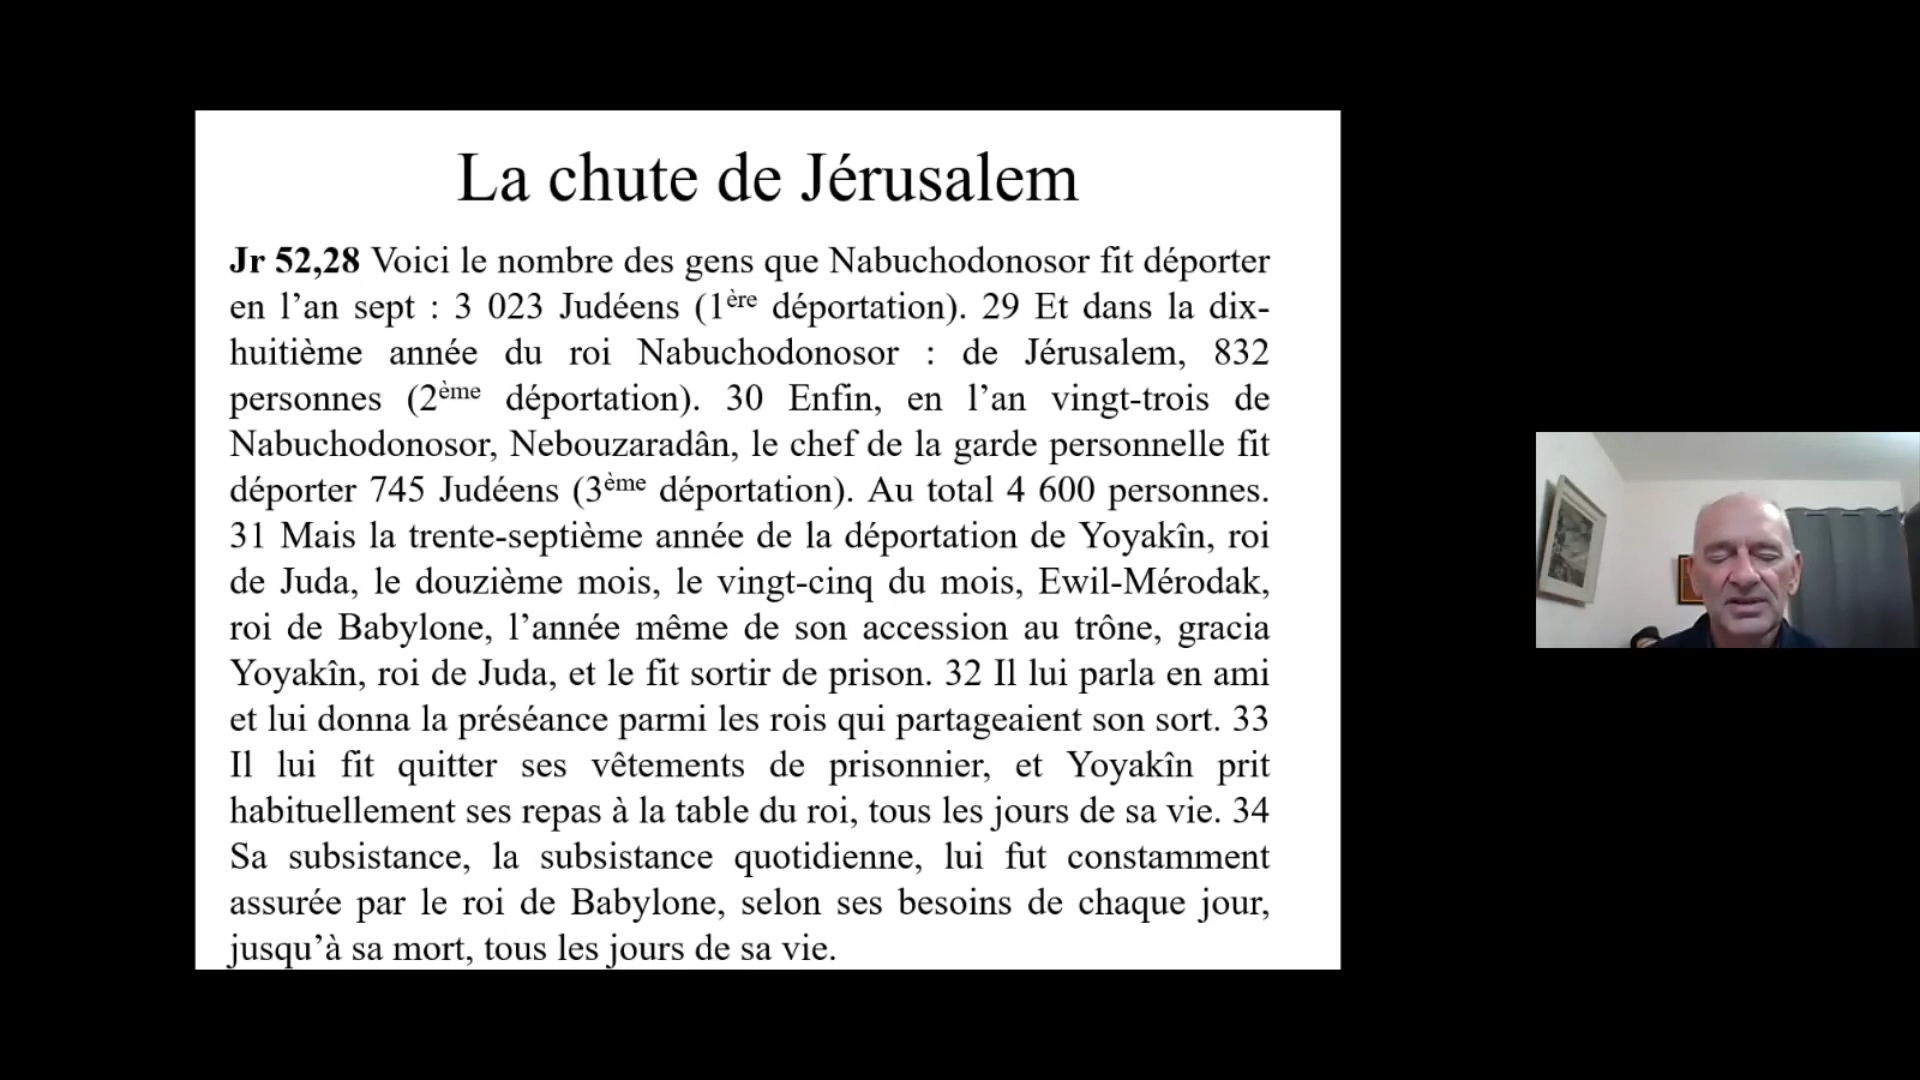 La chute de Jérusalem
Jr 52,28 Voici le nombre des gens que Nabuchodonosor fit déporter
en l’an sept : 3 023 Judéens (1ère déportation). 29 Et dans la dix-
huitième année du roi Nabuchodonosor : de Jérusalem, 832
personnes (2ème déportation). 30 Enfin, en l’an vingt-trois de
Nabuchodonosor, Nebouzaradân, le chef de la garde personnelle fit
déporter 745 Judéens (3ème déportation). Au total 4 600 personnes.
31 Mais la trente-septième année de la déportation de Yoyakîn, roi
de Juda, le douzième mois, le vingt-cinq du mois, Ewil-Mérodak,
roi de Babylone, l’année même de son accession au trône, gracia
Yoyakîn, roi de Juda, et le fit sortir de prison. 32 Il lui parla en ami
et lui donna la préséance parmi les rois qui partageaient son sort. 33
Il lui fit quitter ses vêtements de prisonnier, et Yoyakîn prit
habituellement ses repas à la table du roi, tous les jours de sa vie. 34
Sa subsistance, la subsistance quotidienne, lui fut constamment
assurée par le roi de Babylone, selon ses besoins de chaque jour,
jusqu’à sa mort, tous les jours de sa vie.